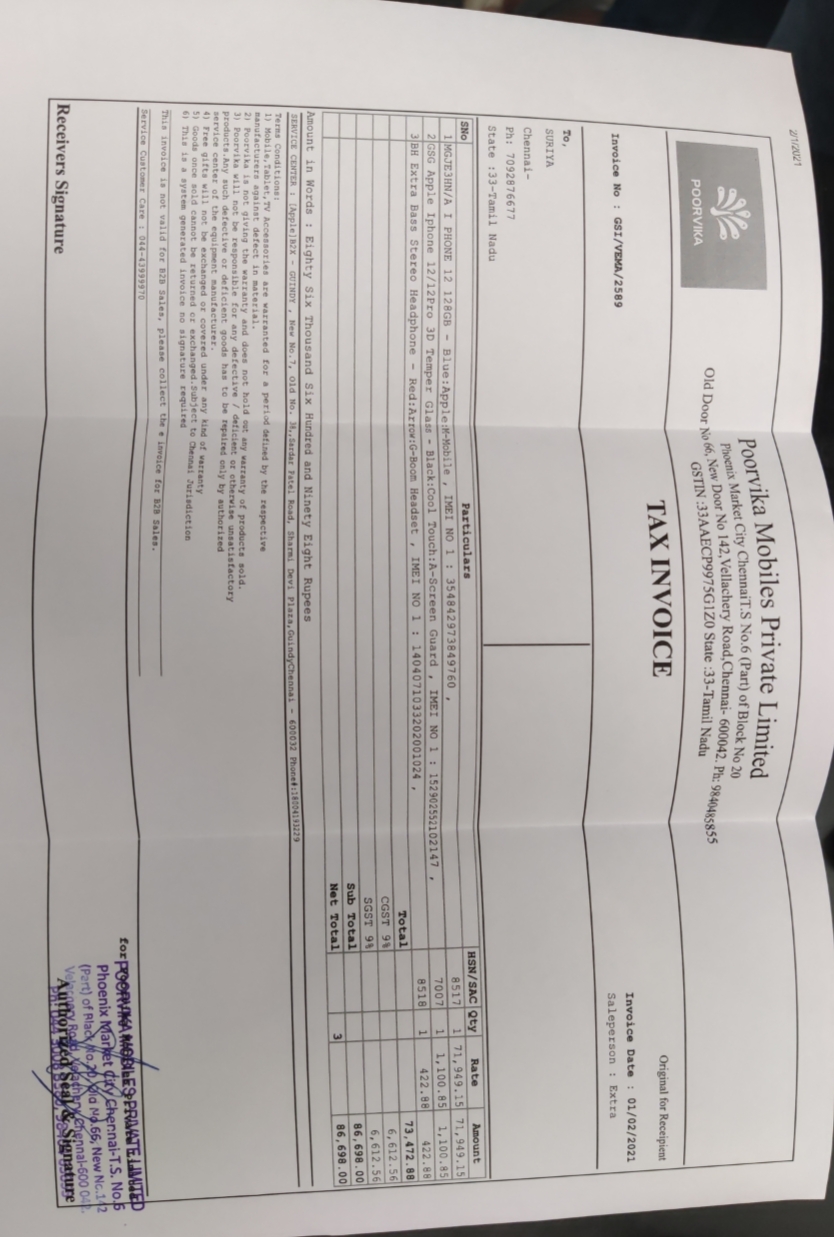 2/1/2021
POORVIKA
Poorvika Mobiles Private Limited
Phoenix Market City ChennaiT.S No.6 (Part) of Block No 20
Old Door No 66, New Door No 142,Vellachery Road,Chennai- 600042. Ph: 9840485855
GSTIN :33AAECP9975G1Z0 State :33-Tamil Nadu
TAX INVOICE
Original for Receipient
Invoice No : GSI/VEMA/2589
Invoice Date : 01/02/2021
Saleperson : Extra
To,
SURIYA
Chennai-
Ph: 7092876677
State :33-Tamil Nadu
SNo Particulars HSN/SAC Qty Rate Amount
1 MGJE3HN/A I PHONE 12 128GB - Blue:Apple:M-Mobile , IMEI NO 1 : 354842973849760 , 8517 1 71,949.15 71,949.15
2 GSG Apple Iphone 12/12Pro 3D Temper Glass - Black:Cool Touch:A-Screen Guard , IMEI NO 1 : 152902552102147 , 7007 1 1,100.85 1,100.85
3 BH Extra Bass Stereo Headphone - Red:Arrow:G-Boom Headset , IMEI NO 1 : 1404071033202001024 , 8518 1 422.88 422.88
Total 73,472.88
CGST 9% 6,612.56
SGST 9% 6,612.56
Sub Total 86,698.00
Net Total 3 86,698.00
Amount in Words : Eighty Six Thousand Six Hundred and Ninety Eight Rupees
SERVICE CENTER : [Apple]B2X - GUINDY , New No.7, Old No. 38,,Sardar Patel Road, Sharmi Devi Plaza,GuindyChennai - 600032 Phone#:18004193229
Terms Conditions:
1) Mobile,Tablet,TV Accessories are warranted for a period defined by the respective
manufacturers against defect in material.
2) Poorvika is not giving the warranty and does not hold out any warranty of products sold.
3) Poorvika will not be responsible for any defective / deficient or otherwise unsatisfactory
products.Any such defective or deficient goods has to be repaired only by authorized
service center of the equipment manufacturer.
4) Free gifts will not be exchanged or covered under any kind of warranty
5) Goods once sold cannot be returned or exchanged.Subject to Chennai Jurisdiction
6) This is a system generated invoice no signature required
This invoice is not valid for B2B Sales, please collect the e invoice for B2B Sales.
Service Customer Care : 044-43999970
for POORVIKA MOBILES PRIVATE LIMITED
Phoenix Market City Chennai-T.S. No.6
(Part) of Block No.20, Old No.66, New No.142
Velachery Road, Chennai-600 042.
Receivers Signature
Authorized Seal & Signature